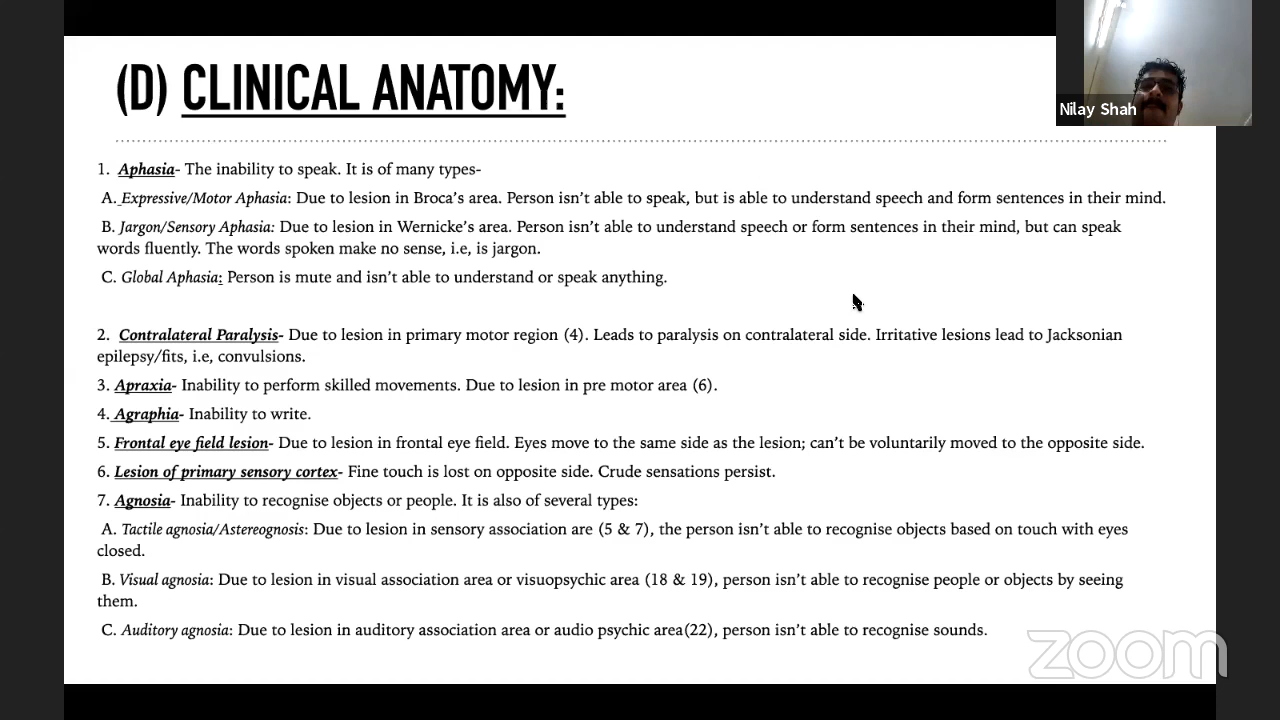 (D) CLINICAL ANATOMY:
Nilay Shah
1. Aphasia- The inability to speak. It is of many types-
A. Expressive/Motor Aphasia: Due to lesion in Broca’s area. Person isn’t able to speak, but is able to understand speech and form sentences in their mind.
B. Jargon/Sensory Aphasia: Due to lesion in Wernicke’s area. Person isn’t able to understand speech or form sentences in their mind, but can speak
words fluently. The words spoken make no sense, i.e, is jargon.
C. Global Aphasia: Person is mute and isn’t able to understand or speak anything.
2. Contralateral Paralysis- Due to lesion in primary motor region (4). Leads to paralysis on contralateral side. Irritative lesions lead to Jacksonian
epilepsy/fits, i.e, convulsions.
3. Apraxia- Inability to perform skilled movements. Due to lesion in pre motor area (6).
4. Agraphia- Inability to write.
5. Frontal eye field lesion- Due to lesion in frontal eye field. Eyes move to the same side as the lesion; can’t be voluntarily moved to the opposite side.
6. Lesion of primary sensory cortex- Fine touch is lost on opposite side. Crude sensations persist.
7. Agnosia- Inability to recognise objects or people. It is also of several types:
A. Tactile agnosia/Astereognosis: Due to lesion in sensory association are (5 & 7), the person isn’t able to recognise objects based on touch with eyes
closed.
B. Visual agnosia: Due to lesion in visual association area or visuopsychic area (18 & 19), person isn’t able to recognise people or objects by seeing
them.
C. Auditory agnosia: Due to lesion in auditory association area or audio psychic area(22), person isn’t able to recognise sounds.
zoom